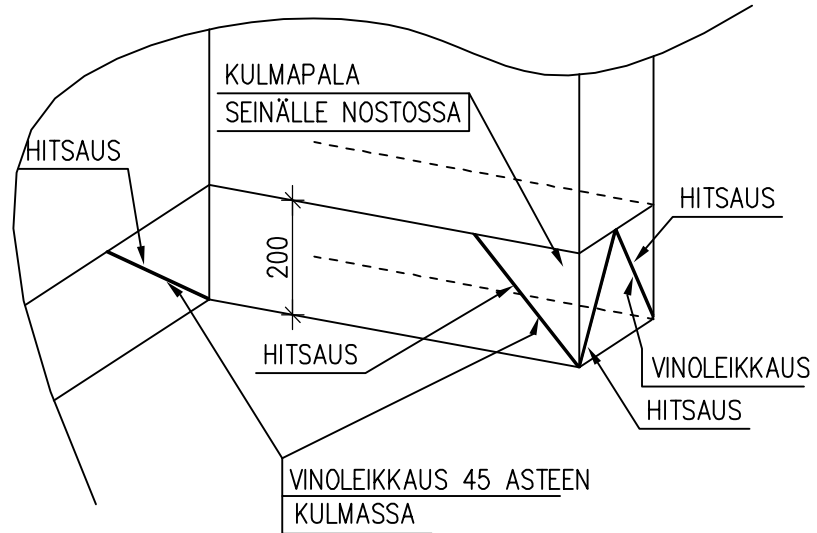 KULMAPALA
SEINÄLLE NOSTOSSA
HITSAUS
HITSAUS
200
HITSAUS
VINOLEIKKAUS
HITSAUS
VINOLEIKKAUS 45 ASTEEN
KULMASSA